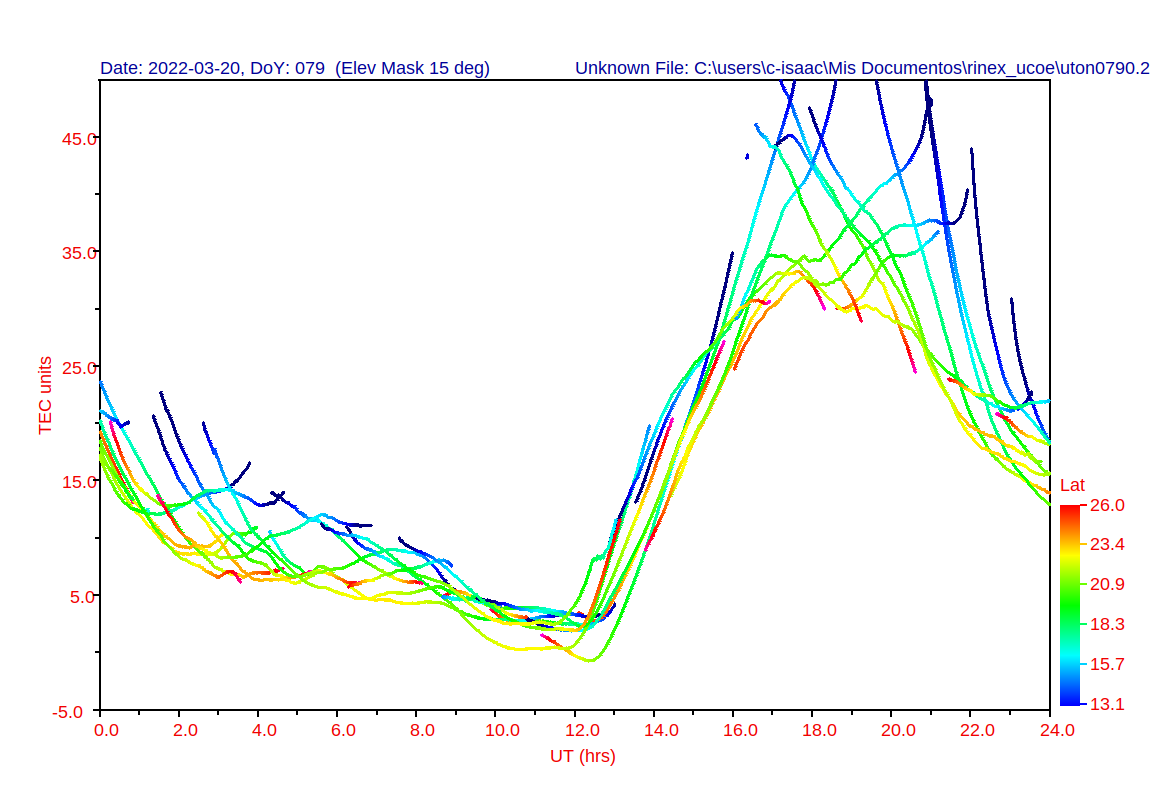 Date: 2022-03-20, DoY: 079  (Elev Mask 15 deg)  Unknown File: C:\users\c-isaac\Mis Documentos\rinex_ucoe\uton0790.2
45.0
35.0
25.0
15.0
5.0
-5.0
TEC units
0.0 2.0 4.0 6.0 8.0 10.0 12.0 14.0 16.0 18.0 20.0 22.0 24.0
UT (hrs)
Lat
26.0
23.4
20.9
18.3
15.7
13.1